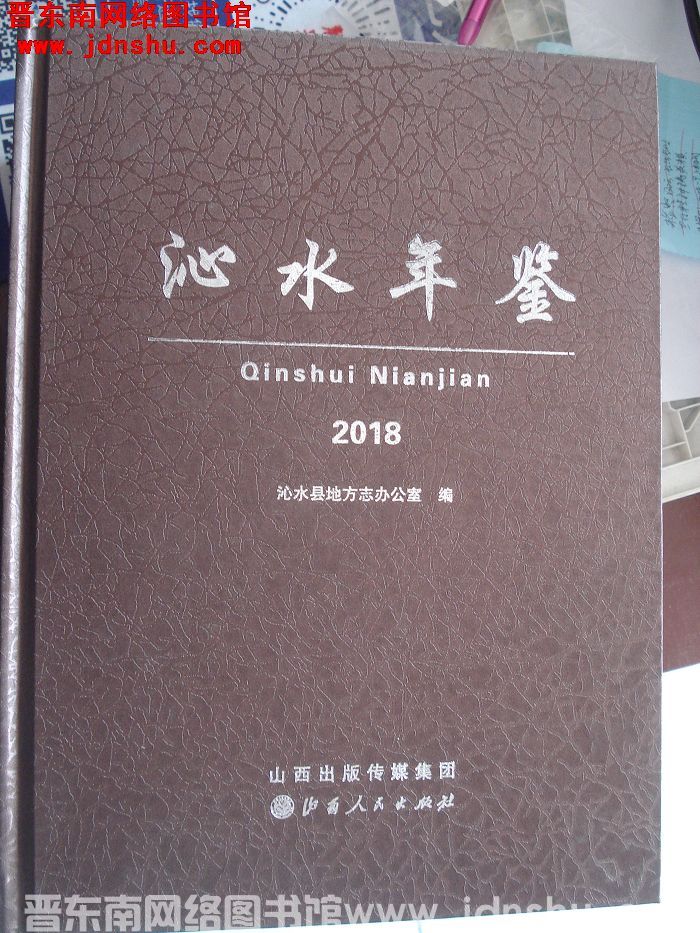 晋东南网络图书馆
www.jdnshu.com
沁水年鉴
Qinshui Nianjian
2018
沁水县地方志办公室 编
山西出版传媒集团
山西人民出版社
晋东南网络图书馆www.jdnshu.com